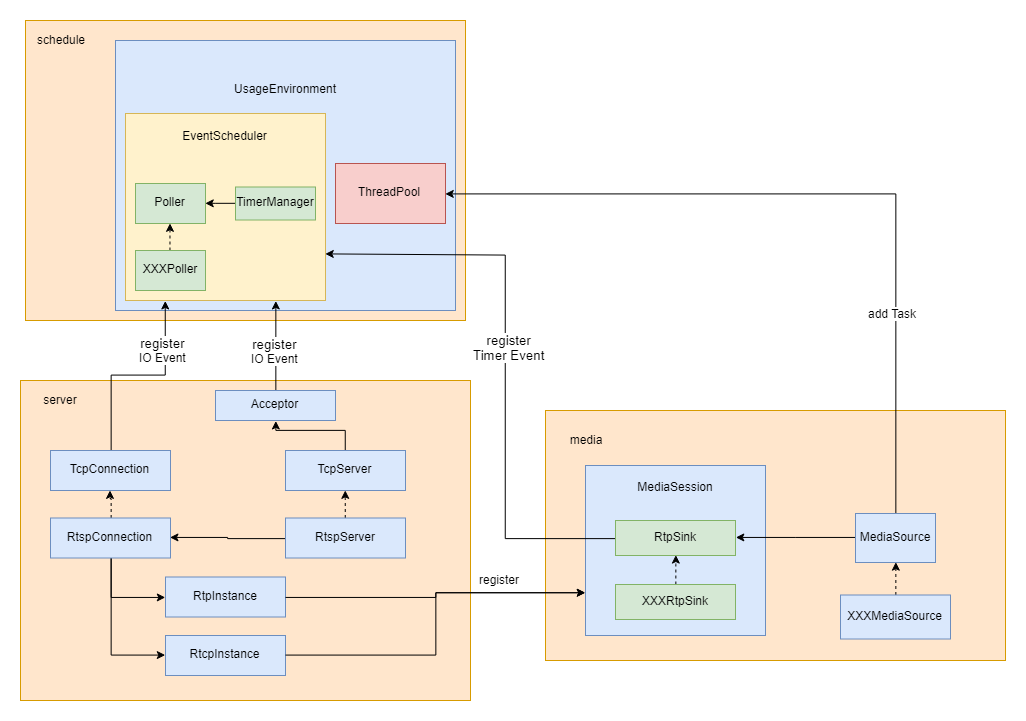 schedule
UsageEnvironment
EventScheduler
Poller
TimerManager
XXXPoller
ThreadPool
register
IO Event
register
IO Event
register
Timer Event
add Task
server
Acceptor
TcpConnection
TcpServer
RtspConnection
RtspServer
RtpInstance
RtcpInstance
register
media
MediaSession
RtpSink
XXXRtpSink
MediaSource
XXXMediaSource